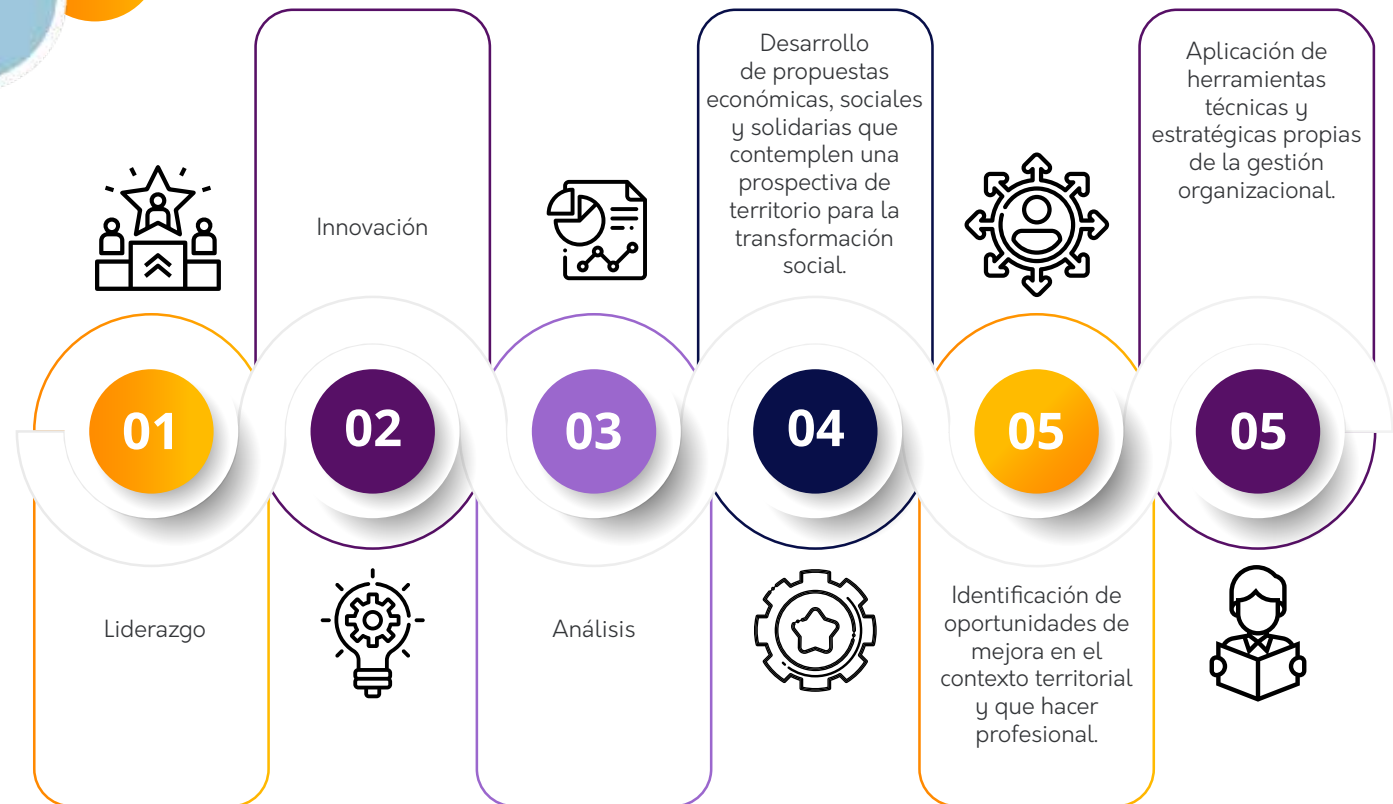 01
Liderazgo
02
Innovación
03
Análisis
04
Desarrollo
de propuestas
económicas, sociales
y solidarias que
contemplen una
prospectiva de
territorio para la
transformación
social.
05
Identificación de
oportunidades de
mejora en el
contexto territorial
y que hacer
profesional.
05
Aplicación de
herramientas
técnicas y
estratégicas propias
de la gestión
organizacional.